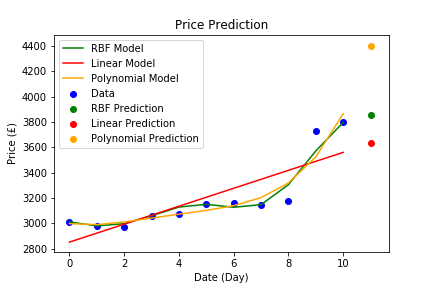 Price Prediction
RBF Model
Linear Model
Polynomial Model
Data
RBF Prediction
Linear Prediction
Polynomial Prediction
4400
4200
4000
3800
3600
3400
3200
3000
2800
Price (£)
0 2 4 6 8 10
Date (Day)